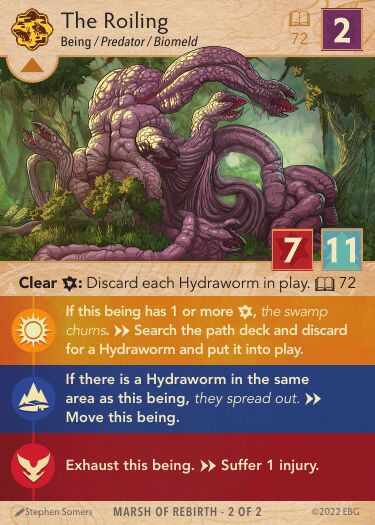 The Roiling
Being / Predator / Biomeld
72
2
7
11
Clear : Discard each Hydraworm in play. 72
If this being has 1 or more , the swamp
churns. Search the path deck and discard
for a Hydraworm and put it into play.
If there is a Hydraworm in the same
area as this being, they spread out.
Move this being.
Exhaust this being. Suffer 1 injury.
Stephen Somers
MARSH OF REBIRTH - 2 OF 2
©2022 EBG